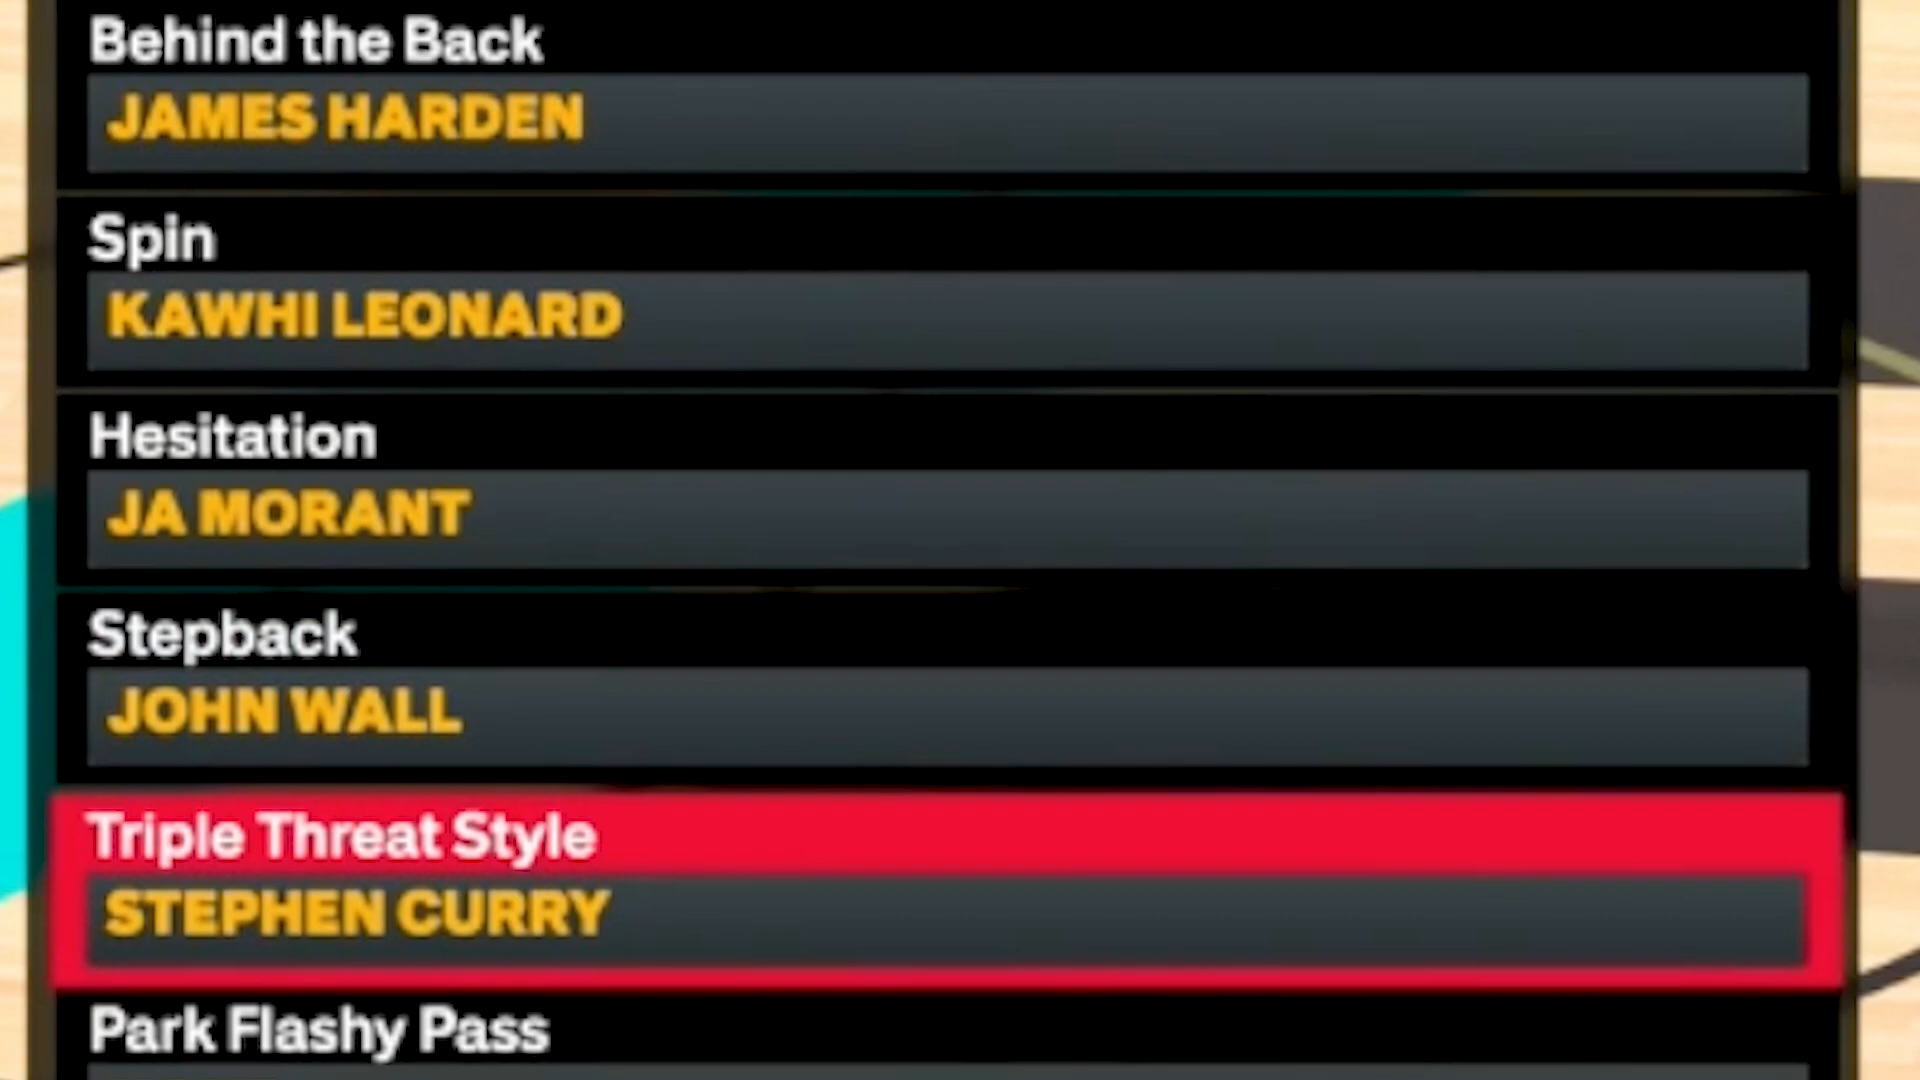 Behind the Back
JAMES HARDEN
Spin
KAWHI LEONARD
Hesitation
JA MORANT
Stepback
JOHN WALL
Triple Threat Style
STEPHEN CURRY
Park Flashy Pass